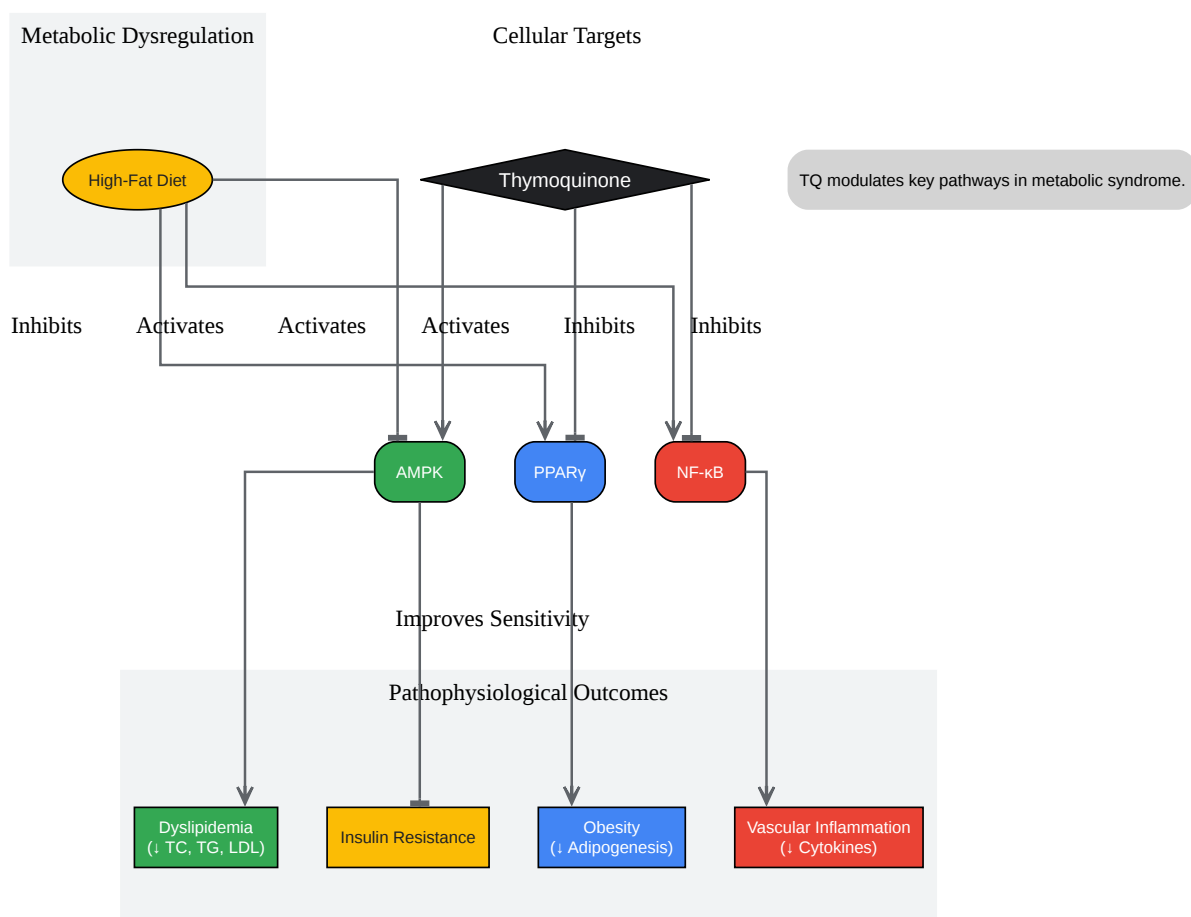 Metabolic Dysregulation
Cellular Targets
High-Fat Diet
Thymoquinone
TQ modulates key pathways in metabolic syndrome.
Inhibits
Activates
Activates
Activates
Inhibits
Inhibits
AMPK
PPARγ
NF-κB
Improves Sensitivity
Pathophysiological Outcomes
Dyslipidemia
(↓ TC, TG, LDL)
Insulin Resistance
Obesity
(↓ Adipogenesis)
Vascular Inflammation
(↓ Cytokines)